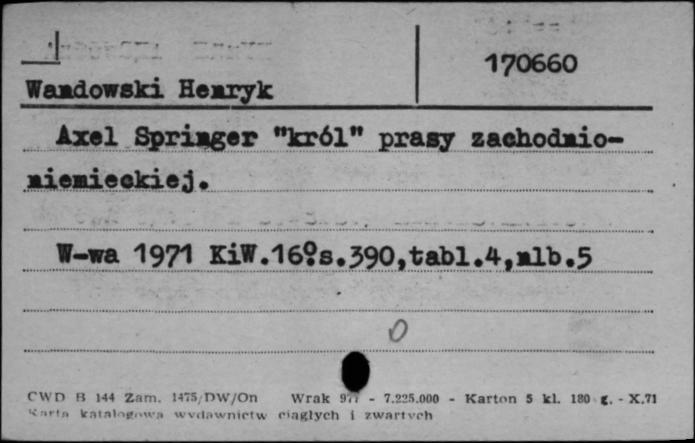 170660
Wandowski Henryk
Axel Springer "król" prasy zachodnio-
niemieckiej.
W-wa 1971 KiW.16º.s.390,tabl.4,nlb.5
0
CWD B 144 Zam. 1475/DW/On Wrak - 7.225.000 - Karton 5 kl. 180 g. - X.71
Karta katalogowa wydawnictw ciągłych i zwartych